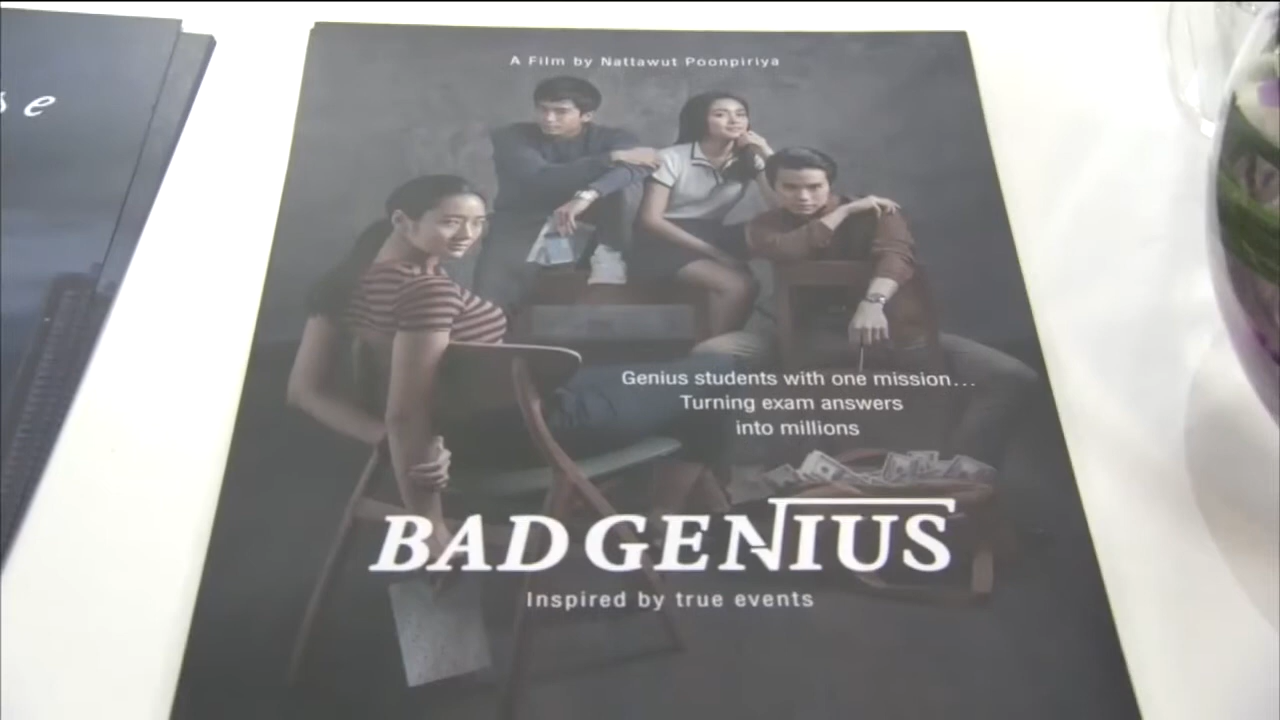 A Film by Nattawut Poonpiriya
Genius students with one mission...
Turning exam answers
into millions
BAD GENIUS
Inspired by true events